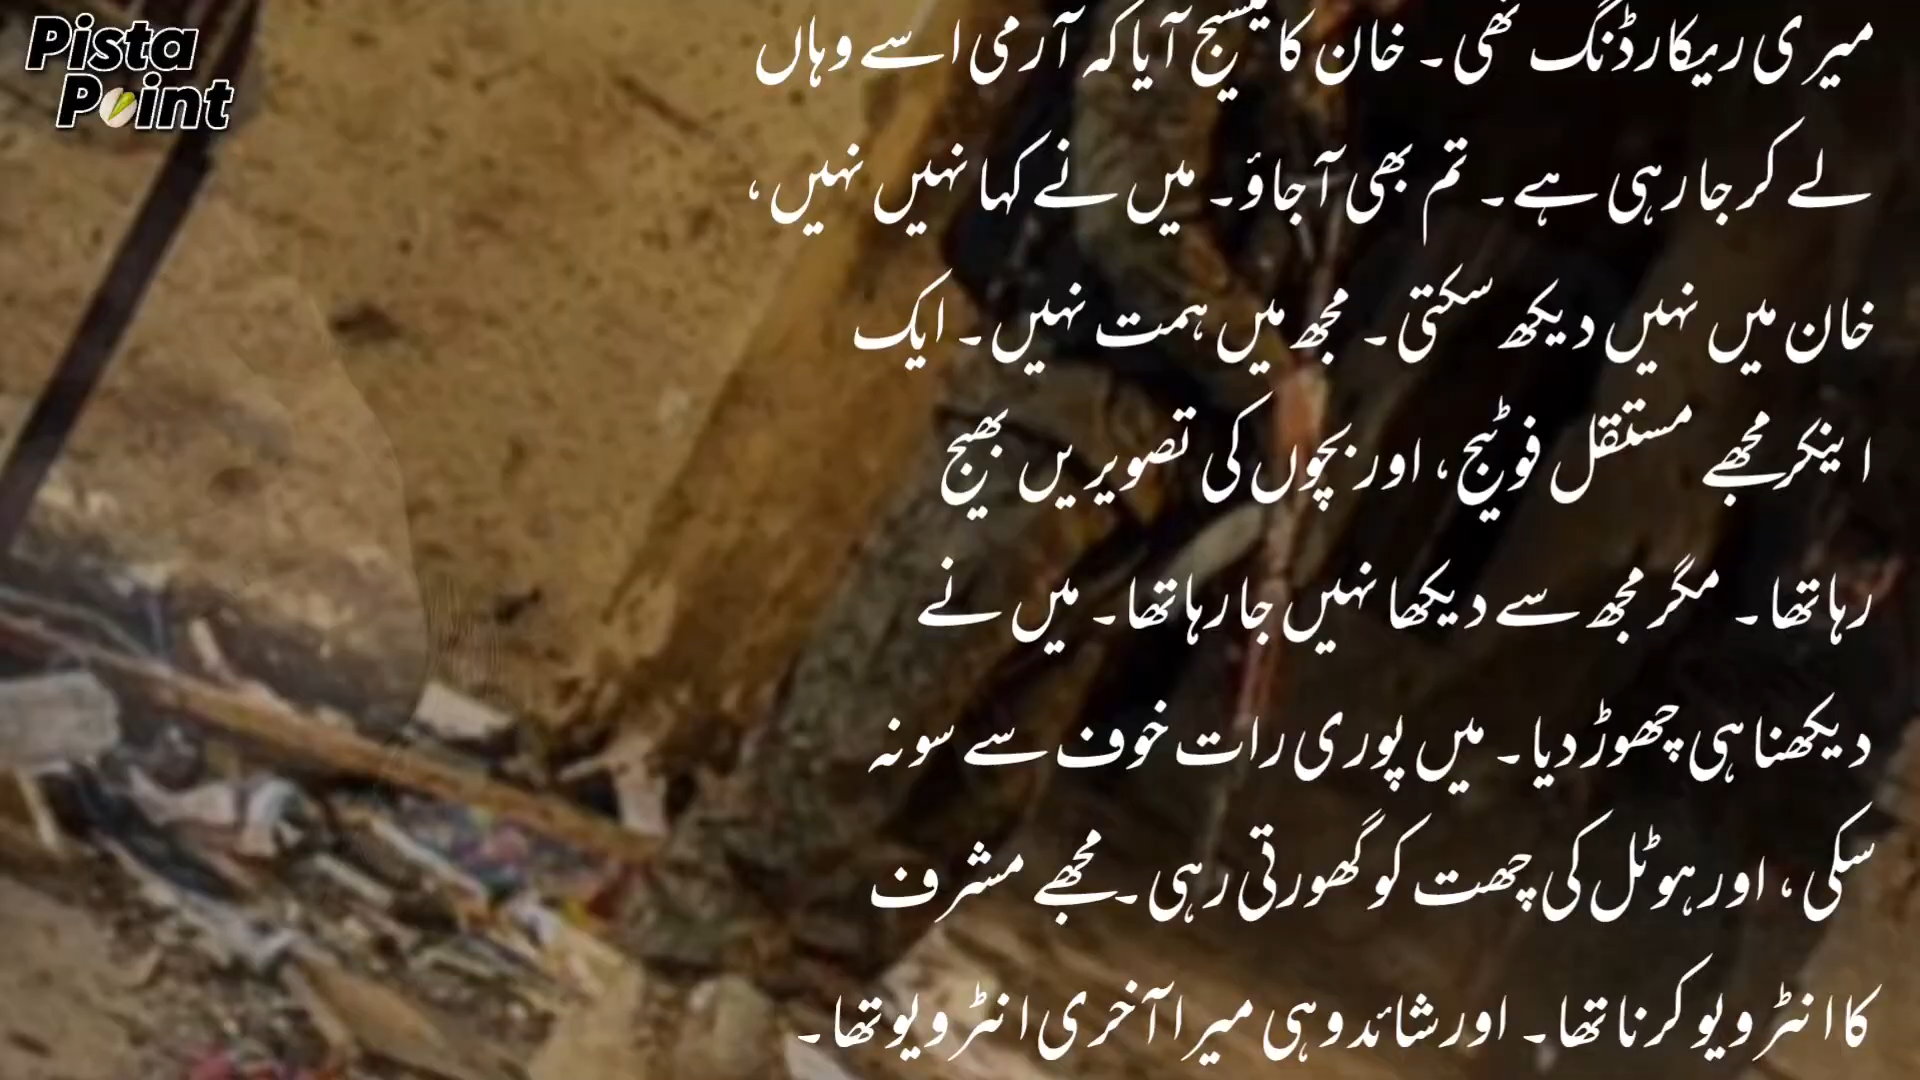 Pista
Point
میری ریکارڈنگ تھی۔ خان کا میسیج آیا کہ آرمی اسے وہاں
لے کر جا رہی ہے۔ تم بھی آ جاؤ۔ میں نے کہا نہیں نہیں،
خان میں نہیں دیکھ سکتی۔ مجھ میں ہمت نہیں۔ ایک
اینکر مجھے مستقل فوٹیج، اور بچوں کی تصویریں بھیج
رہا تھا۔ مگر مجھ سے دیکھا نہیں جا رہا تھا۔ میں نے
دیکھنا ہی چھوڑ دیا۔ میں پوری رات خوف سے سو نہ
سکی، اور ہوٹل کی چھت کو گھورتی رہی۔ مجھے مشرف
کا انٹرویو کرنا تھا۔ اور شائد وہی میرا آخری انٹرویو تھا۔